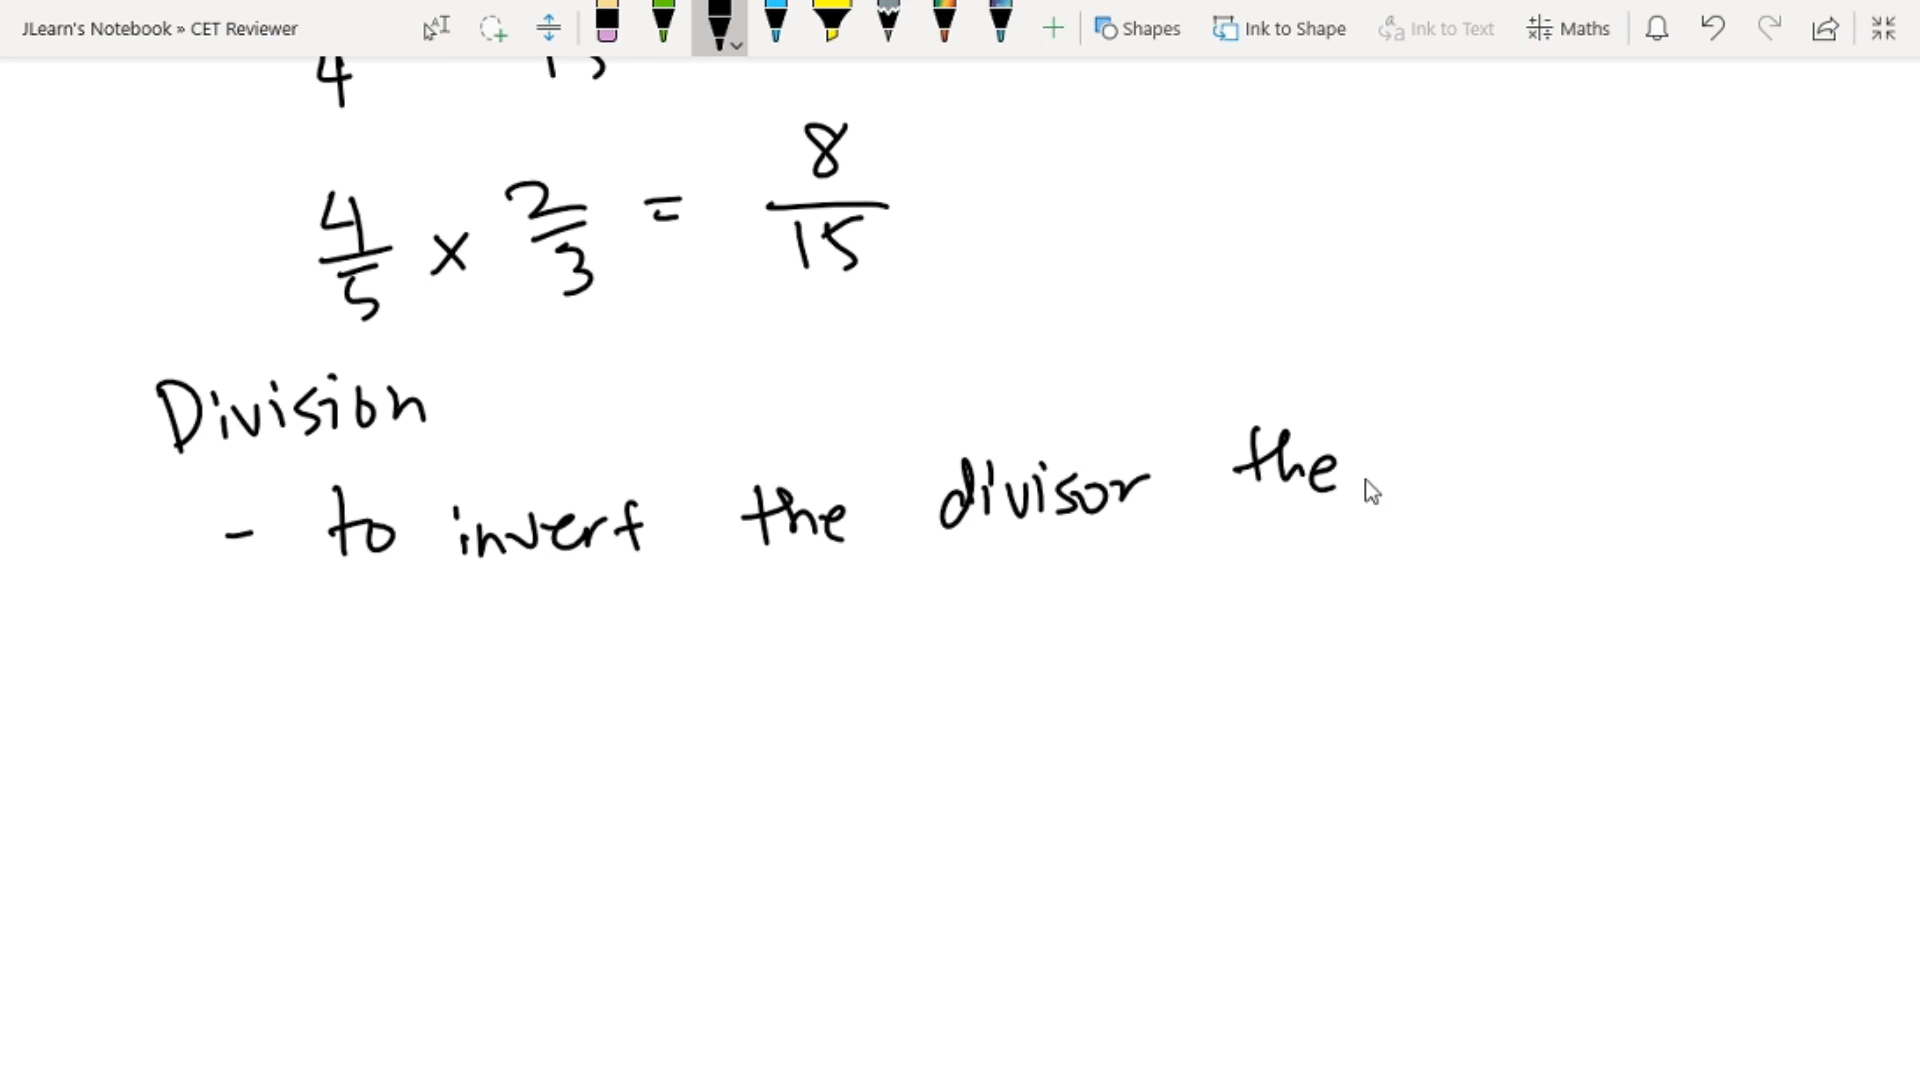 JLearn's Notebook » CET Reviewer
Shapes
Ink to Shape
Ink to Text
Maths
4
4/5 x 2/3 = 8/15
Division
- to invert the divisor the